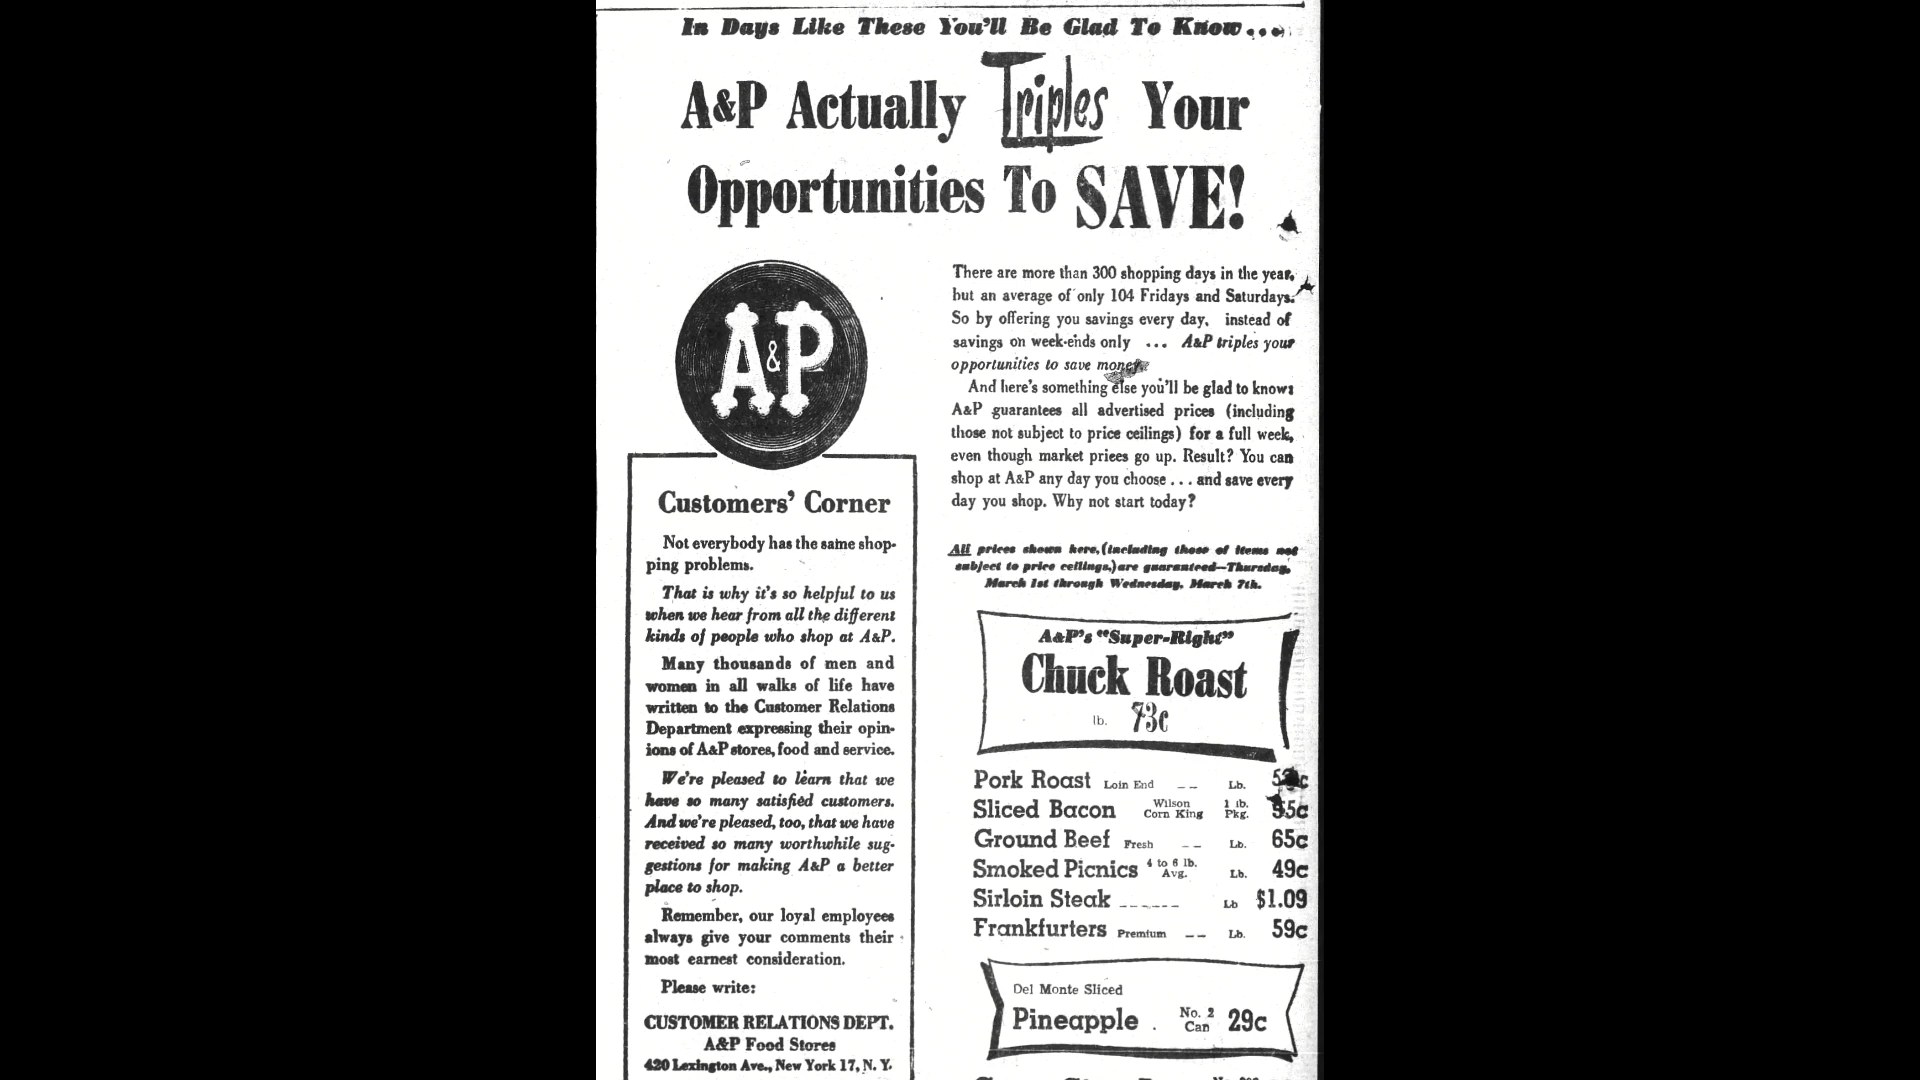 In Days Like These You'll Be Glad To Know...
A&P Actually Triples Your
Opportunities To SAVE!
A&P
Customers' Corner
Not everybody has the same shop-
ping problems.
That is why it's so helpful to us
when we hear from all the different
kinds of people who shop at A&P.
Many thousands of men and
women in all walks of life have
written to the Customer Relations
Department expressing their opin-
ions of A&P stores, food and service.
We're pleased to learn that we
have so many satisfied customers.
And we're pleased, too, that we have
received so many worthwhile sug-
gestions for making A&P a better
place to shop.
Remember, our loyal employees
always give your comments their
most earnest consideration.
Please write:
CUSTOMER RELATIONS DEPT.
A&P Food Stores
420 Lexington Ave., New York 17, N. Y.
There are more than 300 shopping days in the year,
but an average of only 104 Fridays and Saturdays.
So by offering you savings every day, instead of
savings on week-ends only ... A&P triples your
opportunities to save money.
And here's something else you'll be glad to know:
A&P guarantees all advertised prices (including
those not subject to price ceilings) for a full week,
even though market prices go up. Result? You can
shop at A&P any day you choose . . . and save every
day you shop. Why not start today?
All prices shown here, (including those of items not
subject to price ceilings,) are guaranteed—Thursday,
March 1st through Wednesday, March 7th.
A&P's "Super-Right"
Chuck Roast
lb. 73c
Pork Roast Loin End -- Lb.
Sliced Bacon Wilson Corn King 1 lb. Pkg. 55c
Ground Beef Fresh -- Lb. 65c
Smoked Picnics 4 to 6 lb. Avg. Lb. 49c
Sirloin Steak ------ Lb $1.09
Frankfurters Premium -- Lb. 59c
Del Monte Sliced
Pineapple . No. 2 Can 29c